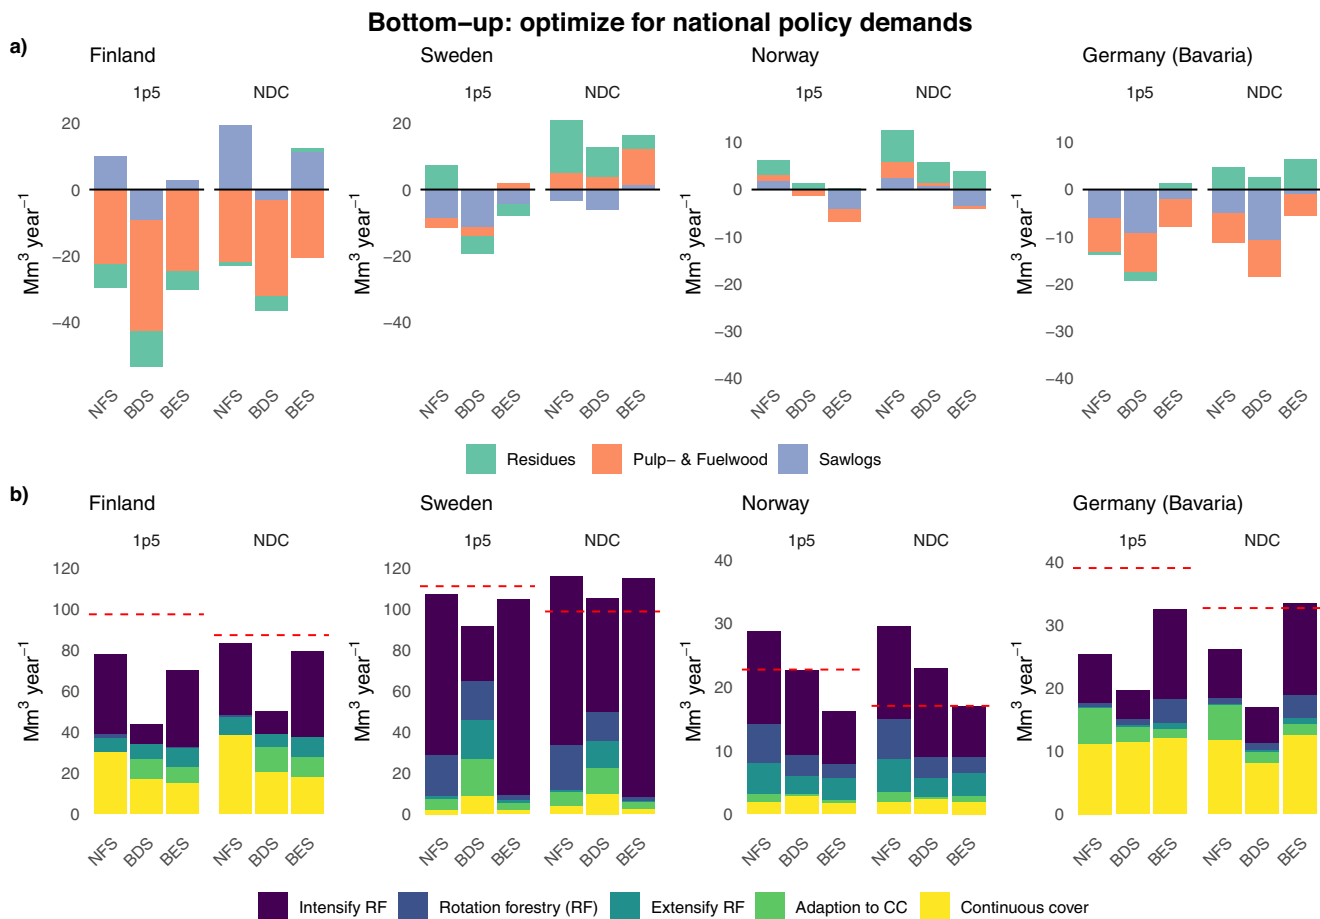 Bottom−up: optimize for national policy demands
a)
Finland Sweden Norway Germany (Bavaria)
1p5 NDC 1p5 NDC 1p5 NDC 1p5 NDC
Mm³ year⁻¹
20
0
−20
−40
Mm³ year⁻¹
20
0
−20
−40
Mm³ year⁻¹
10
0
−10
−20
−30
−40
Mm³ year⁻¹
10
0
−10
−20
−30
−40
NFS BDS BES NFS BDS BES NFS BDS BES NFS BDS BES NFS BDS BES NFS BDS BES NFS BDS BES NFS BDS BES
Residues Pulp− & Fuelwood Sawlogs
b)
Finland Sweden Norway Germany (Bavaria)
1p5 NDC 1p5 NDC 1p5 NDC 1p5 NDC
Mm³ year⁻¹
120
100
80
60
40
20
0
Mm³ year⁻¹
120
100
80
60
40
20
0
Mm³ year⁻¹
40
30
20
10
0
Mm³ year⁻¹
40
30
20
10
0
NFS BDS BES NFS BDS BES NFS BDS BES NFS BDS BES NFS BDS BES NFS BDS BES NFS BDS BES NFS BDS BES
Intensify RF Rotation forestry (RF) Extensify RF Adaption to CC Continuous cover